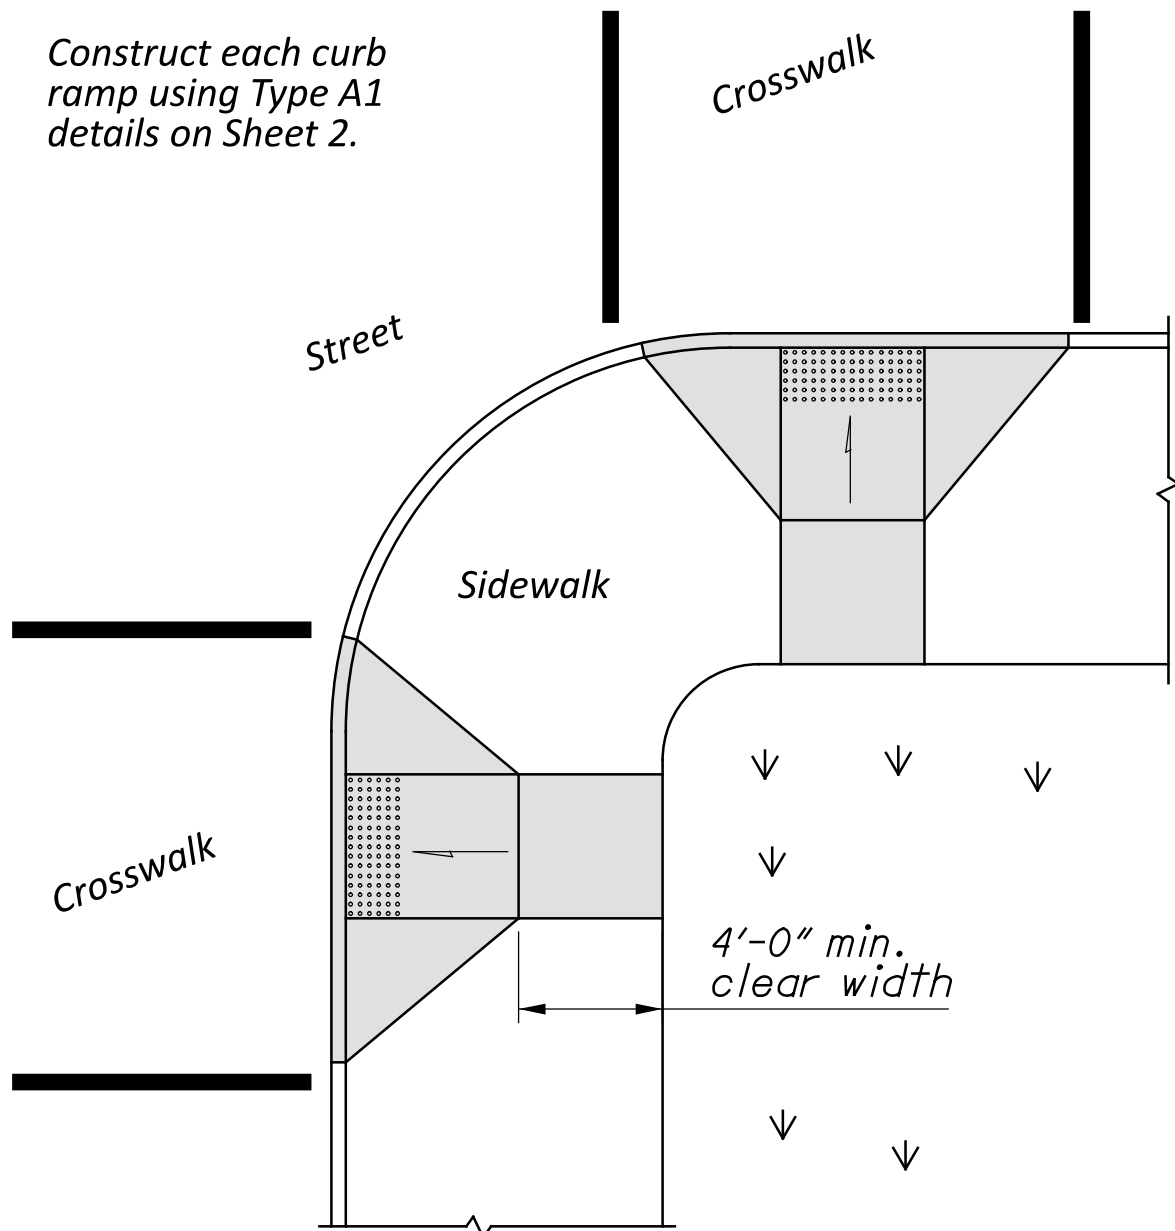 Construct each curb
ramp using Type A1
details on Sheet 2.
Crosswalk
Street
Sidewalk
Crosswalk
4'-0" min.
clear width